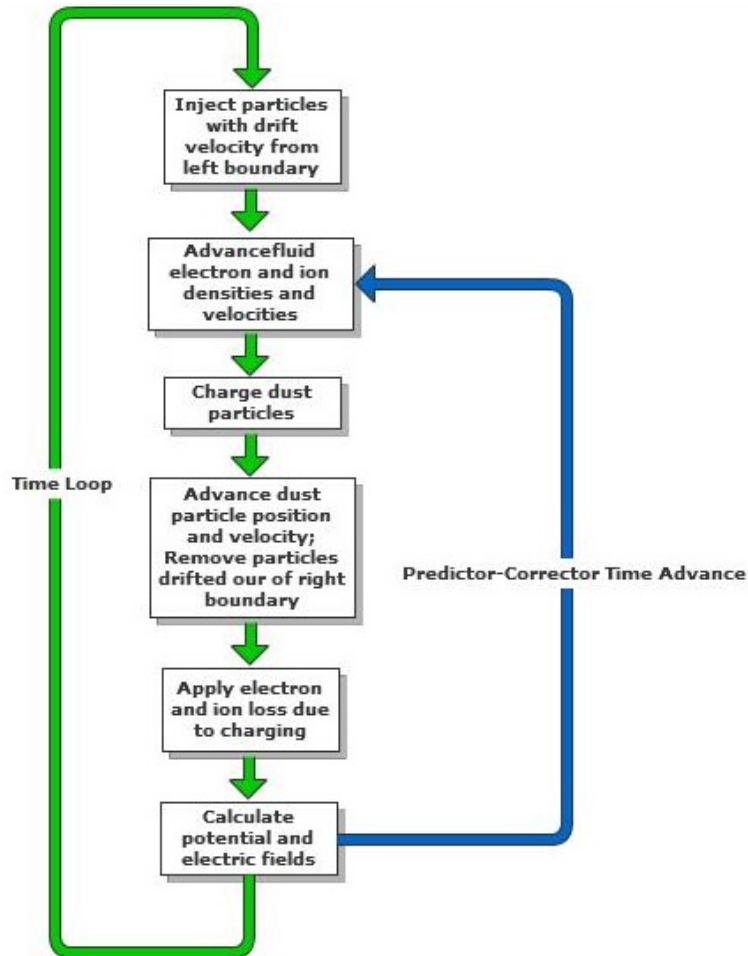 Inject particles
with drift
velocity from
left boundary
Advancefluid
electron and ion
densities and
velocities
Charge dust
particles
Time Loop
Advance dust
particle position
and velocity;
Remove particles
drifted our of right
boundary
Predictor-Corrector Time Advance
Apply electron
and ion loss due
to charging
Calculate
potential and
electric fields